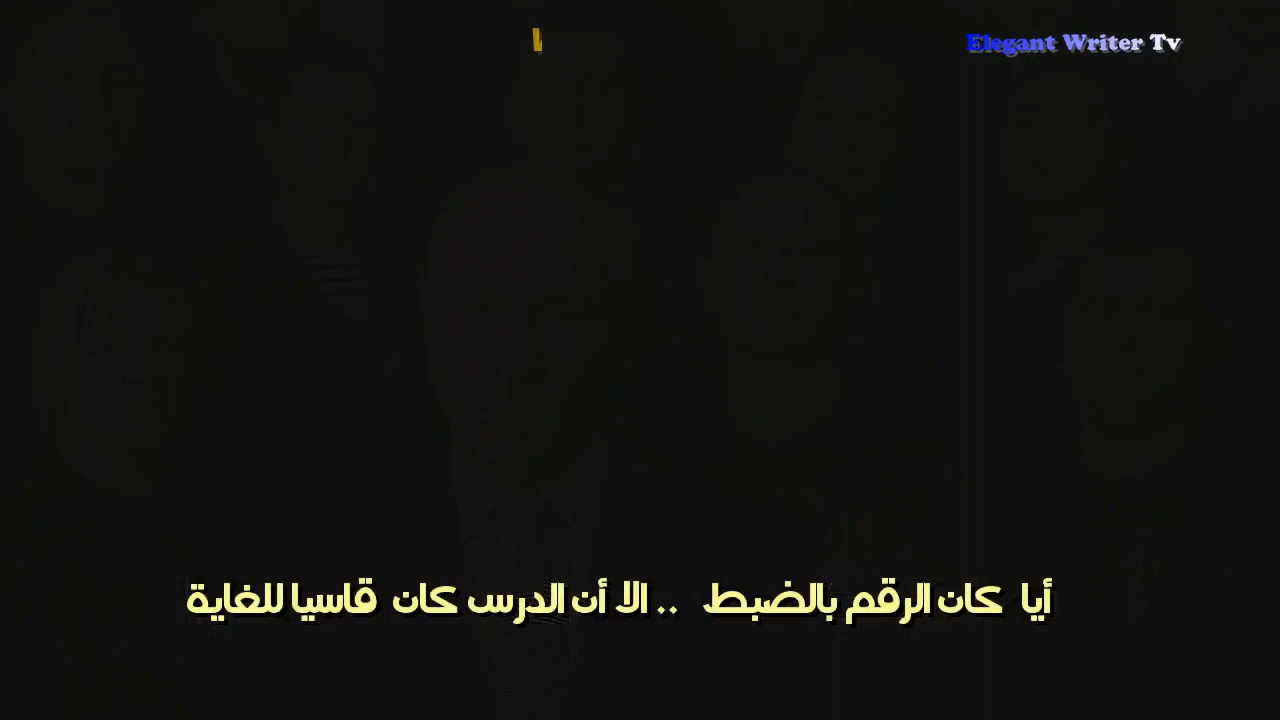 Elegant Writer Tv
أيا كان الرقم بالضبط .. الا أن الدرس كان قاسيا للغاية